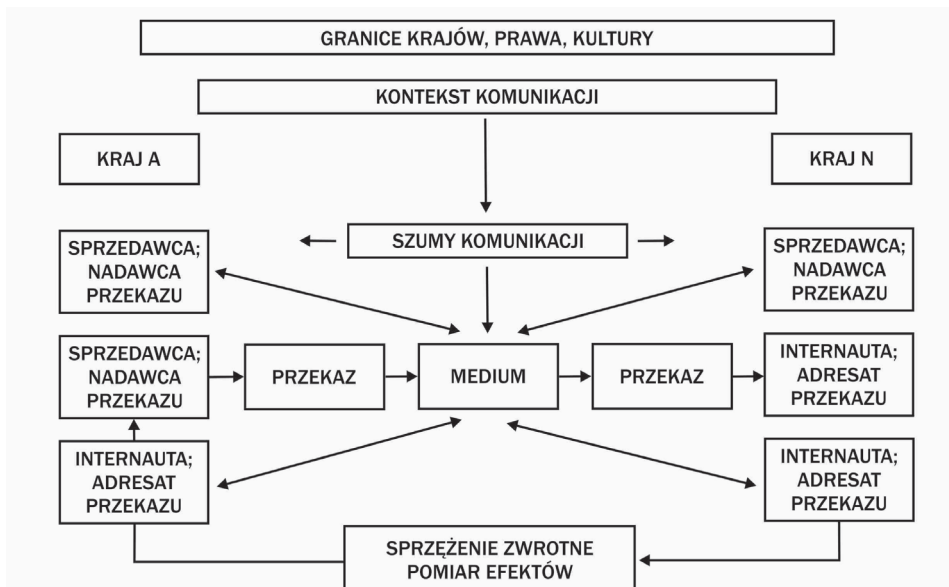 GRANICE KRAJÓW, PRAWA, KULTURY
KONTEKST KOMUNIKACJI
KRAJ A
KRAJ N
SZUMY KOMUNIKACJI
SPRZEDAWCA;
NADAWCA
PRZEKAZU
SPRZEDAWCA;
NADAWCA
PRZEKAZU
SPRZEDAWCA;
NADAWCA
PRZEKAZU
PRZEKAZ
MEDIUM
PRZEKAZ
INTERNAUTA;
ADRESAT
PRZEKAZU
INTERNAUTA;
ADRESAT
PRZEKAZU
INTERNAUTA;
ADRESAT
PRZEKAZU
SPRZĘŻENIE ZWROTNE
POMIAR EFEKTÓW